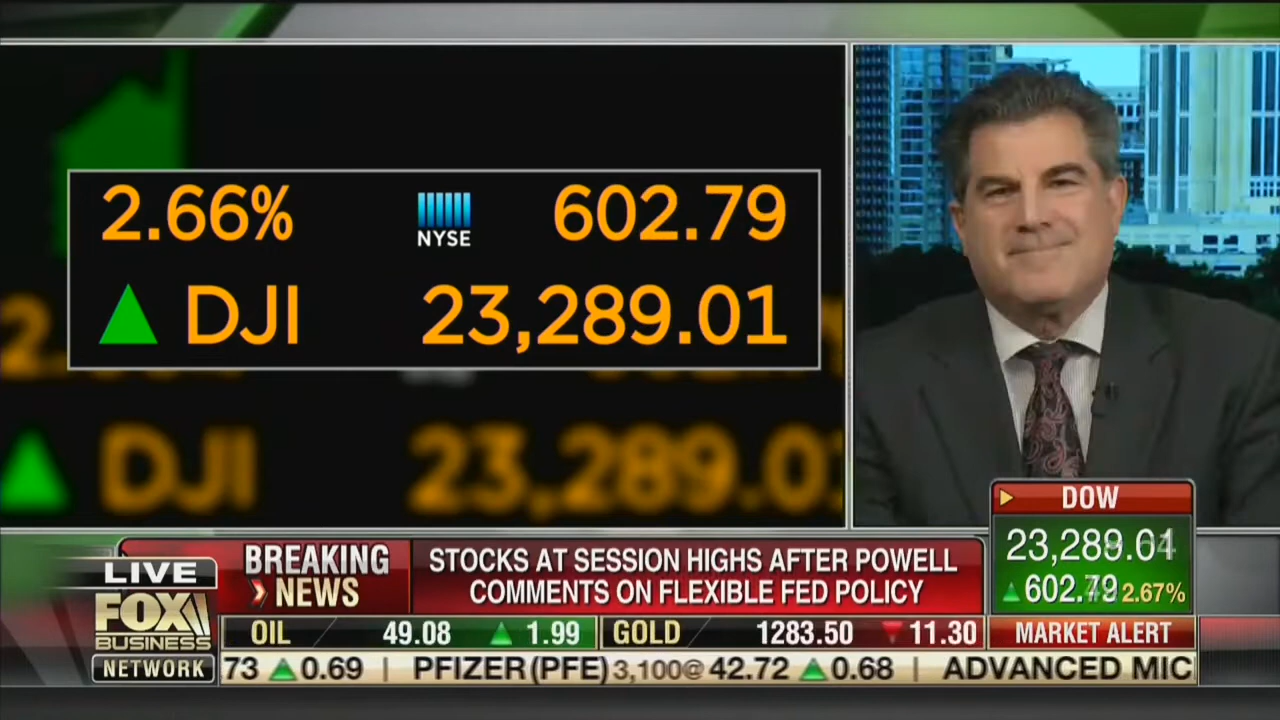 2.66% NYSE 602.79
▲ DJI 23,289.01
DJI 23,289.0
DOW
602.79 2.67%
MARKET ALERT
BREAKING NEWS
STOCKS AT SESSION HIGHS AFTER POWELL
COMMENTS ON FLEXIBLE FED POLICY
LIVE
FOX
BUSINESS
NETWORK
OIL 49.08 ▲ 1.99 GOLD 1283.50 ▼ 11.30
73 ▲ 0.69 | PFIZER (PFE) 3,100@ 42.72 ▲ 0.68 | ADVANCED MIC